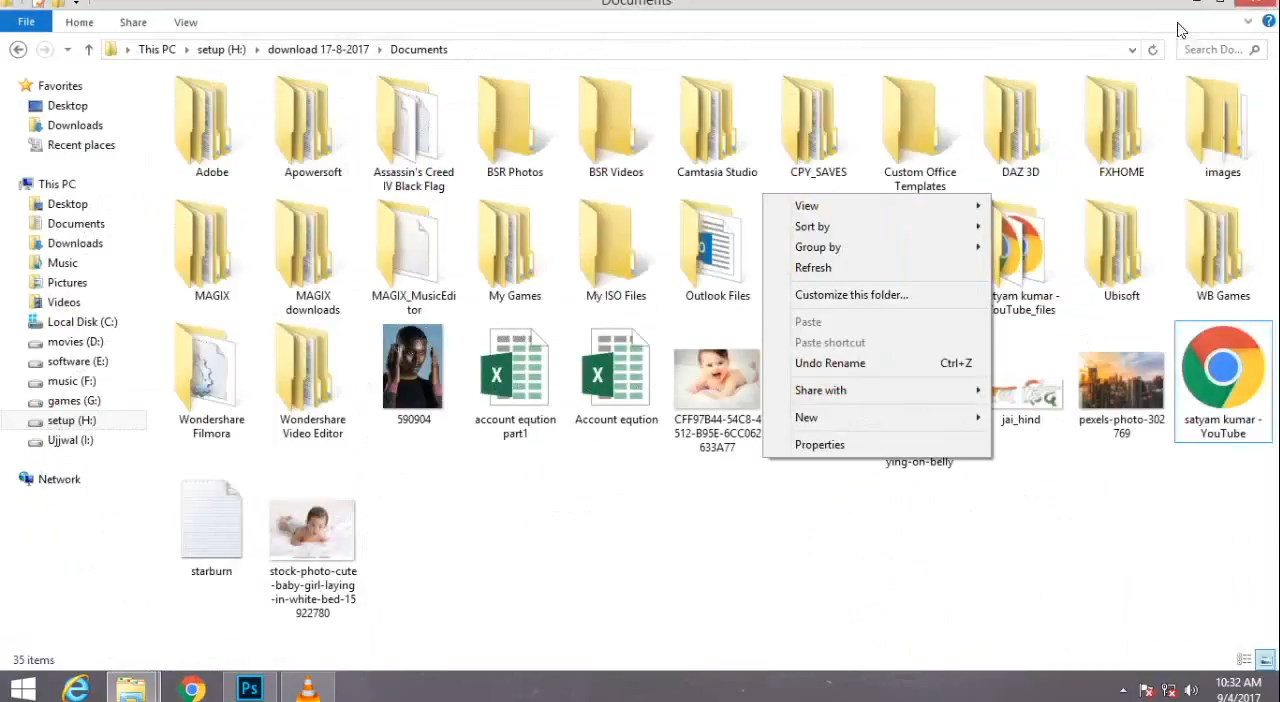 Documents
File Home Share View
This PC setup (H:) download 17-8-2017 Documents Search Do...
Favorites
Desktop
Downloads
Recent places
This PC
Desktop
Documents
Downloads
Music
Pictures
Videos
Local Disk (C:)
movies (D:)
software (E:)
music (F:)
games (G:)
setup (H:)
Ujjwal (I:)
Network
Adobe
Apowersoft
Assassin's Creed
IV Black Flag
BSR Photos
BSR Videos
Camtasia Studio
CPY_SAVES
Custom Office
Templates
DAZ 3D
FXHOME
images
MAGIX
MAGIX
downloads
MAGIX_MusicEdi
tor
My Games
My ISO Files
Outlook Files
tyam kumar -
ouTube_files
Ubisoft
WB Games
Wondershare
Filmora
Wondershare
Video Editor
590904
account eqution
part1
Account eqution
CFF97B44-54C8-4
512-B95E-6CC062
633A77
ying-on-belly
jai_hind
pexels-photo-302
769
satyam kumar -
YouTube
starburn
stock-photo-cute
-baby-girl-laying
-in-white-bed-15
922780
View
Sort by
Group by
Refresh
Customize this folder...
Paste
Paste shortcut
Undo Rename Ctrl+Z
Share with
New
Properties
35 items
Ps
10:32 AM
9/4/2017